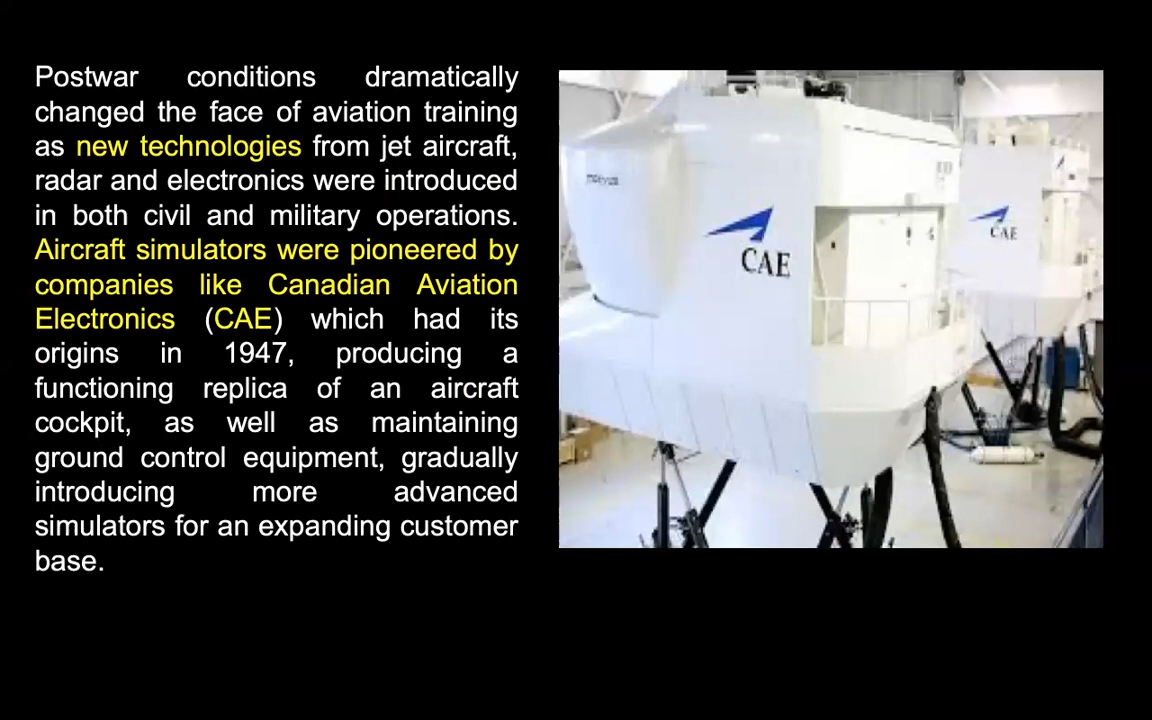 Postwar conditions dramatically
changed the face of aviation training
as new technologies from jet aircraft,
radar and electronics were introduced
in both civil and military operations.
Aircraft simulators were pioneered by
companies like Canadian Aviation
Electronics (CAE) which had its
origins in 1947, producing a
functioning replica of an aircraft
cockpit, as well as maintaining
ground control equipment, gradually
introducing more advanced
simulators for an expanding customer
base.
CAE
CAE